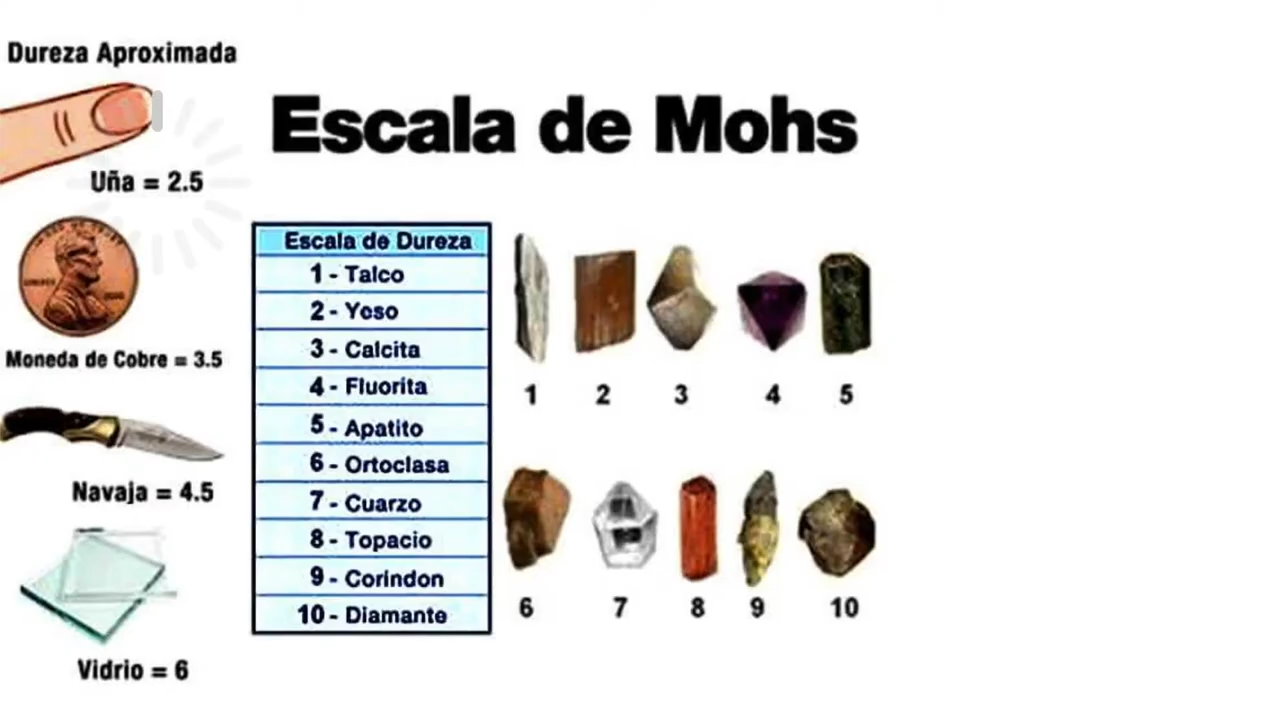 Dureza Aproximada
Escala de Mohs
Uña = 2.5
Moneda de Cobre = 3.5
Navaja = 4.5
Vidrio = 6
Escala de Dureza
1 - Talco
2 - Yeso
3 - Calcita
4 - Fluorita
5 - Apatito
6 - Ortoclasa
7 - Cuarzo
8 - Topacio
9 - Corindon
10 - Diamante
1 2 3 4 5
6 7 8 9 10